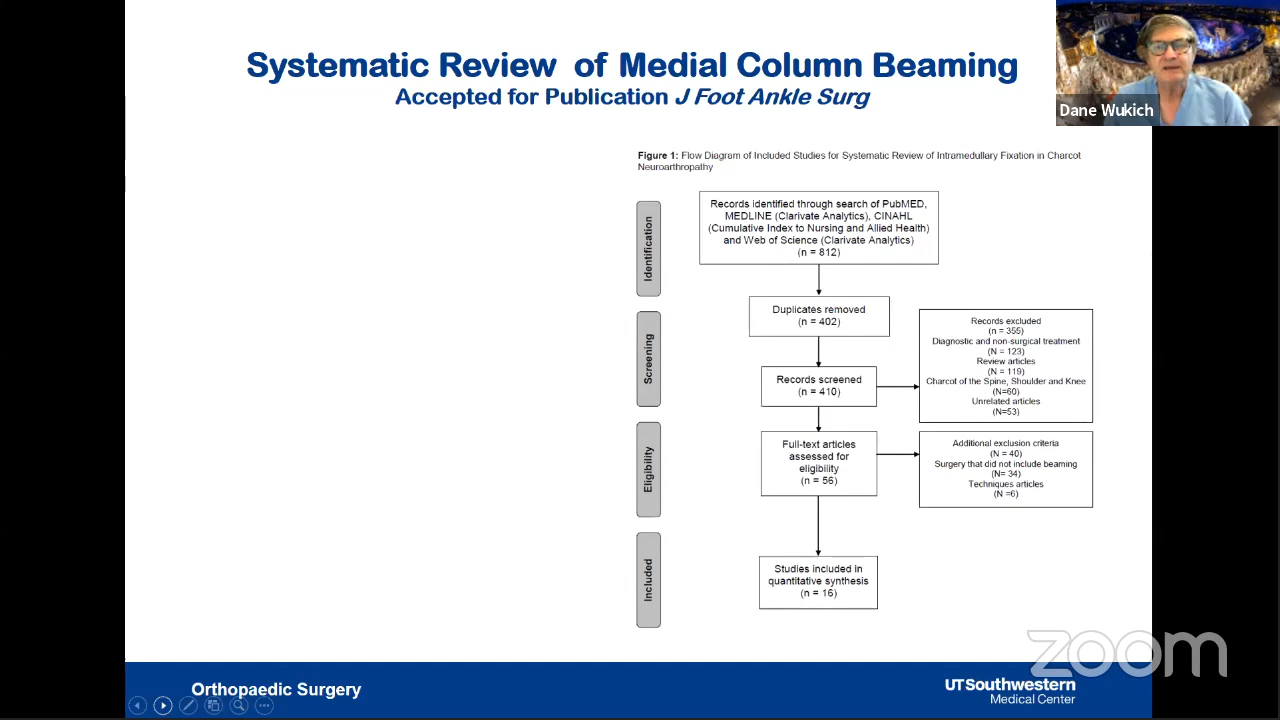 Systematic Review of Medial Column Beaming
Accepted for Publication J Foot Ankle Surg
Dane Wukich
Figure 1: Flow Diagram of Included Studies for Systematic Review of Intramedullary Fixation in Charcot
Neuroarthropathy
Identification
Records identified through search of PubMED,
MEDLINE (Clarivate Analytics), CINAHL
(Cumulative Index to Nursing and Allied Health)
and Web of Science (Clarivate Analytics)
(n = 812)
Screening
Duplicates removed
(n = 402)
Records screened
(n = 410)
Records excluded
(n = 355)
Diagnostic and non-surgical treatment
(N = 123)
Review articles
(N = 119)
Charcot of the Spine, Shoulder and Knee
(N=60)
Unrelated articles
(N=53)
Eligibility
Full-text articles
assessed for
eligibility
(n = 56)
Additional exclusion criteria
(N = 40)
Surgery that did not include beaming
(N= 34)
Techniques articles
(N =6)
Included
Studies included in
quantitative synthesis
(n = 16)
zoom
Orthopaedic Surgery
UTSouthwestern
Medical Center